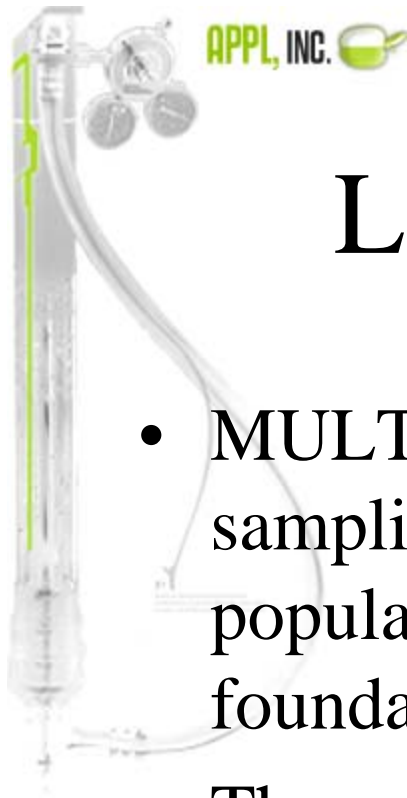 APPL, INC.
L
• MULT
sampli
popula
founda